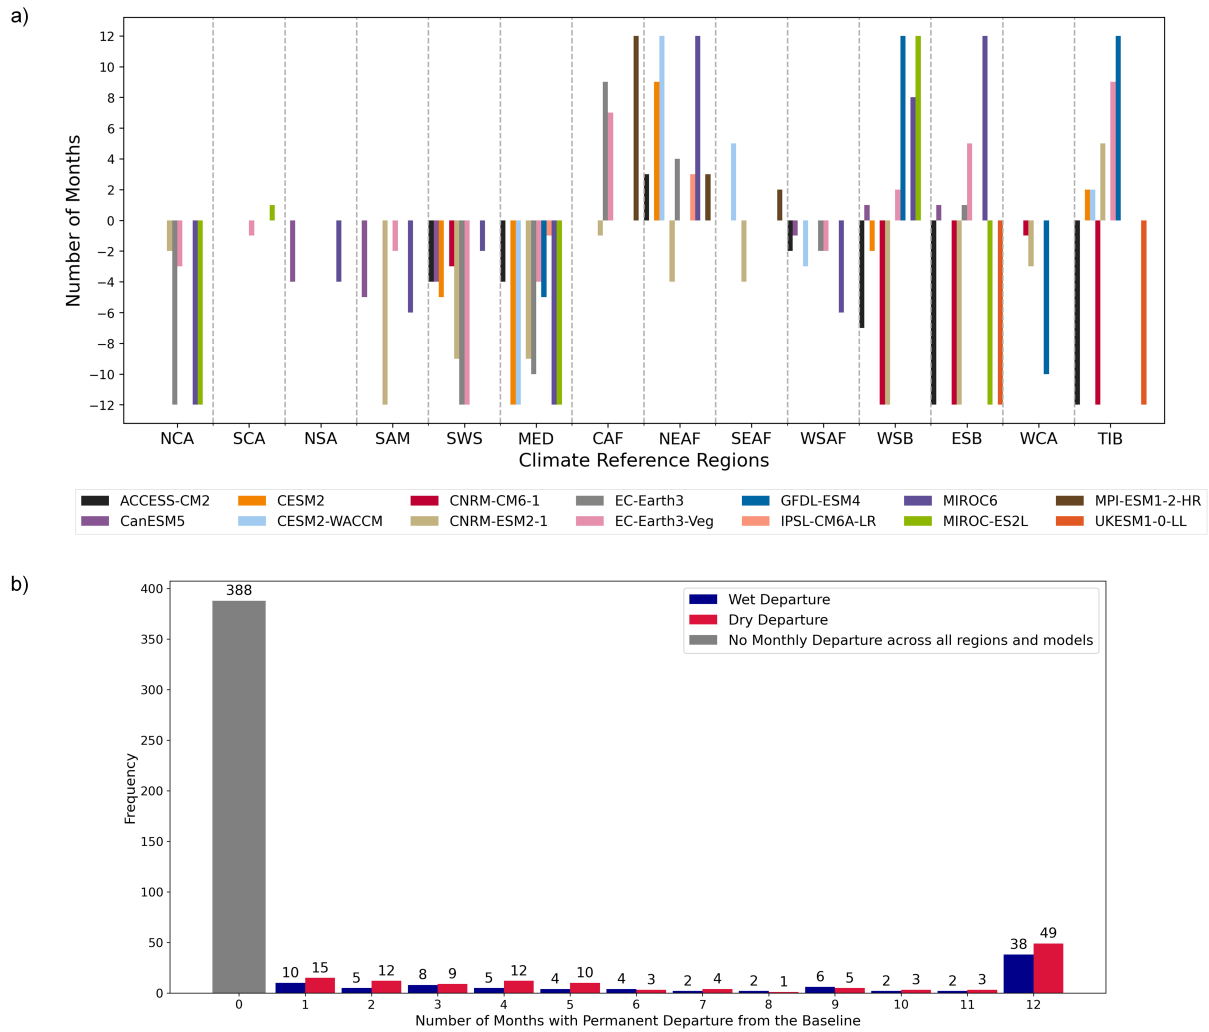 a)
12
10
8
6
4
2
0
−2
−4
−6
−8
−10
−12
Number of Months
NCA SCA NSA SAM SWS MED CAF NEAF SEAF WSAF WSB ESB WCA TIB
Climate Reference Regions
ACCESS-CM2 CESM2 CNRM-CM6-1 EC-Earth3 GFDL-ESM4 MIROC6 MPI-ESM1-2-HR
CanESM5 CESM2-WACCM CNRM-ESM2-1 EC-Earth3-Veg IPSL-CM6A-LR MIROC-ES2L UKESM1-0-LL
b)
400
350
300
250
200
150
100
50
0
Frequency
388
Wet Departure
Dry Departure
No Monthly Departure across all regions and models
10 15 5 12 8 9 5 12 4 10 4 3 2 4 2 1 6 5 2 3 2 3 38 49
0 1 2 3 4 5 6 7 8 9 10 11 12
Number of Months with Permanent Departure from the Baseline